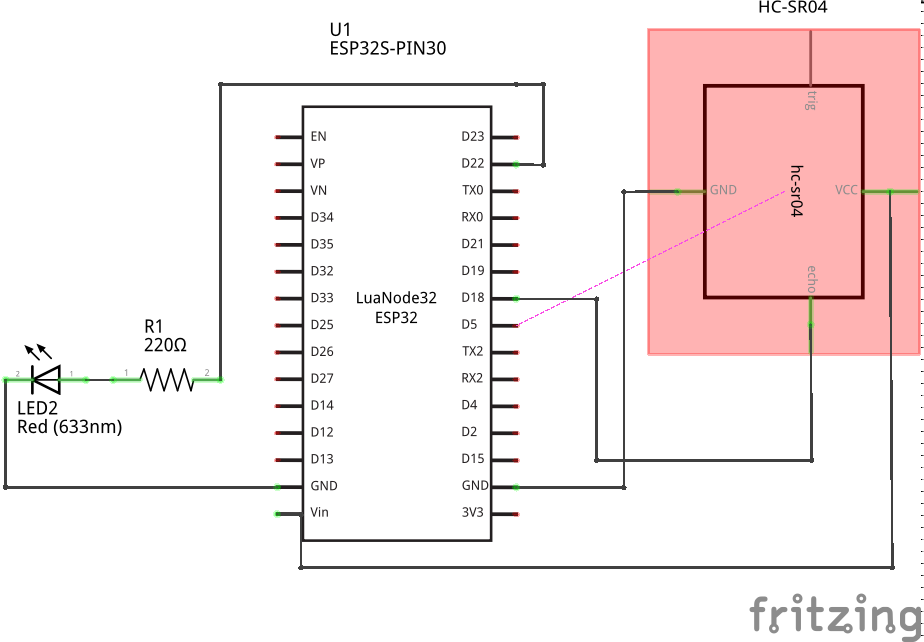 HC-SR04
U1
ESP32S-PIN30
trig
EN
D23
VP
D22
VN
TX0
GND
hc-sr04
VCC
D34
RX0
D35
D21
D32
D19
echo
D33
LuaNode32
ESP32
D18
D25
D5
R1
220Ω
D26
TX2
2
1
1
2
D27
RX2
LED2
Red (633nm)
D14
D4
D12
D2
D13
D15
GND
GND
Vin
3V3
fritzing